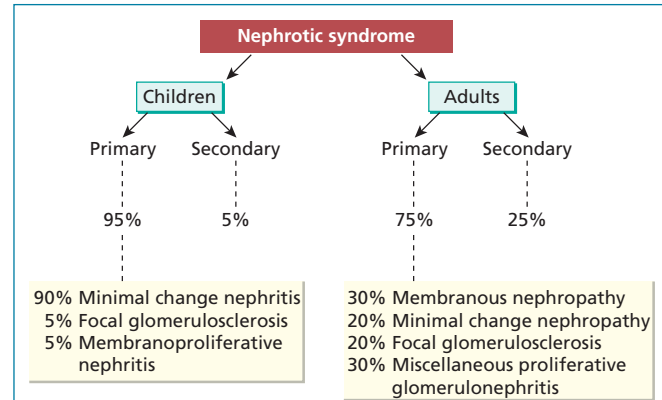 Nephrotic syndrome
Children
Adults
Primary
Secondary
Primary
Secondary
95%
5%
75%
25%
90% Minimal change nephritis
5% Focal glomerulosclerosis
5% Membranoproliferative
nephritis
30% Membranous nephropathy
20% Minimal change nephropathy
20% Focal glomerulosclerosis
30% Miscellaneous proliferative
glomerulonephritis